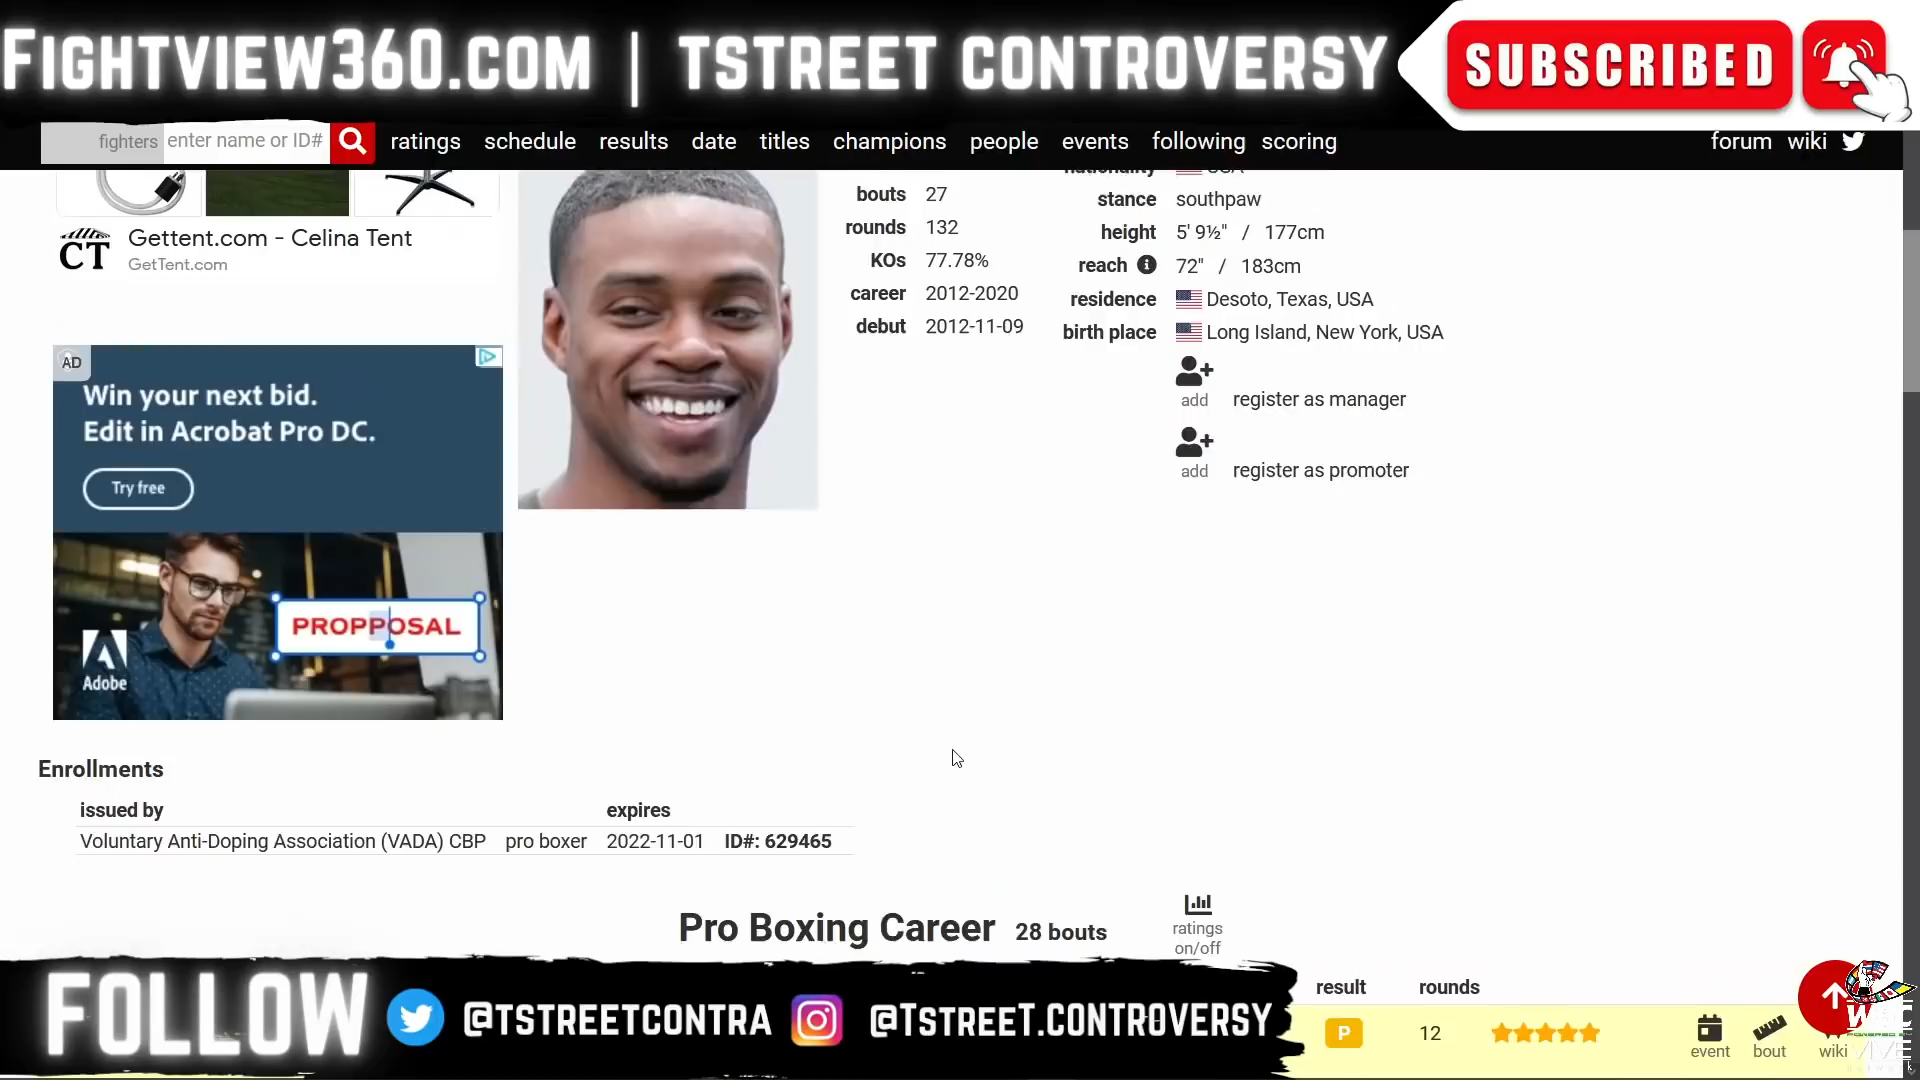 FIGHTVIEW360.COM | TSTREET CONTROVERSY
SUBSCRIBED
fighters enter name or ID# ratings schedule results date titles champions people events following scoring forum wiki
bouts 27
rounds 132
KOs 77.78%
career 2012-2020
debut 2012-11-09
stance southpaw
height 5' 9½" / 177cm
reach 72" / 183cm
residence Desoto, Texas, USA
birth place Long Island, New York, USA
add register as manager
add register as promoter
CT
Gettent.com - Celina Tent
GetTent.com
AD
Win your next bid.
Edit in Acrobat Pro DC.
Try free
PROPPOSAL
Adobe
Enrollments
issued by expires
Voluntary Anti-Doping Association (VADA) CBP pro boxer 2022-11-01 ID#: 629465
Pro Boxing Career 28 bouts
ratings
on/off
result rounds
P 12
event bout wiki
FOLLOW @TSTREETCONTRA @TSTREET.CONTROVERSY